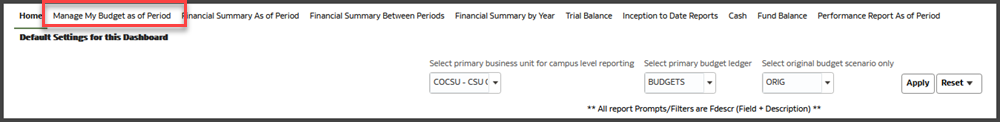 Home Manage My Budget as of Period Financial Summary As of Period Financial Summary Between Periods Financial Summary by Year Trial Balance Inception to Date Reports Cash Fund Balance Performance Report As of Period
Default Settings for this Dashboard
Select primary business unit for campus level reporting Select primary budget ledger Select original budget scenario only
COCSU - CSU BUDGETS ORIG Apply Reset
** All report Prompts/Filters are Fdescr (Field + Description) **